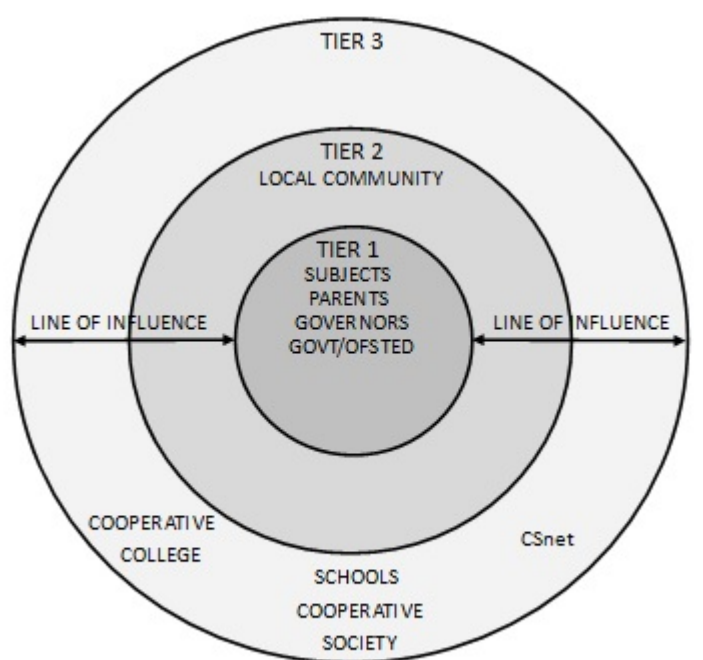 TIER 3
TIER 2
LOCAL COMMUNITY
TIER 1
SUBJECTS
PARENTS
GOVERNORS
GOVT/OFSTED
LINE OF INFLUENCE
LINE OF INFLUENCE
COOPERATIVE
COLLEGE
CSnet
SCHOOLS
COOPERATIVE
SOCIETY